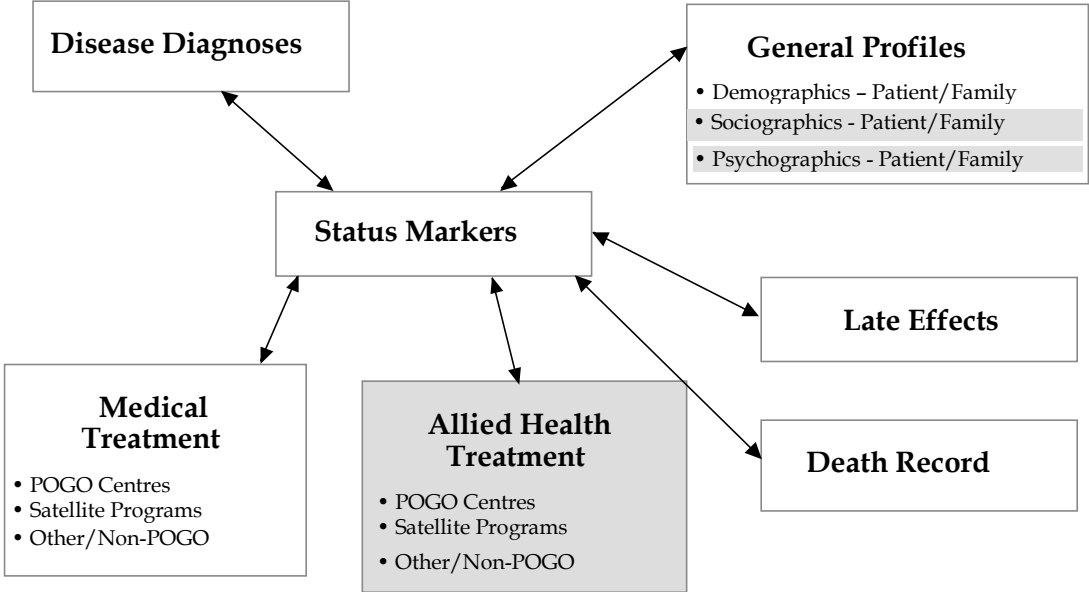 Disease Diagnoses
General Profiles
• Demographics – Patient/Family
• Sociographics - Patient/Family
• Psychographics - Patient/Family
Status Markers
Late Effects
Medical
Treatment
• POGO Centres
• Satellite Programs
• Other/Non-POGO
Allied Health
Treatment
• POGO Centres
• Satellite Programs
• Other/Non-POGO
Death Record